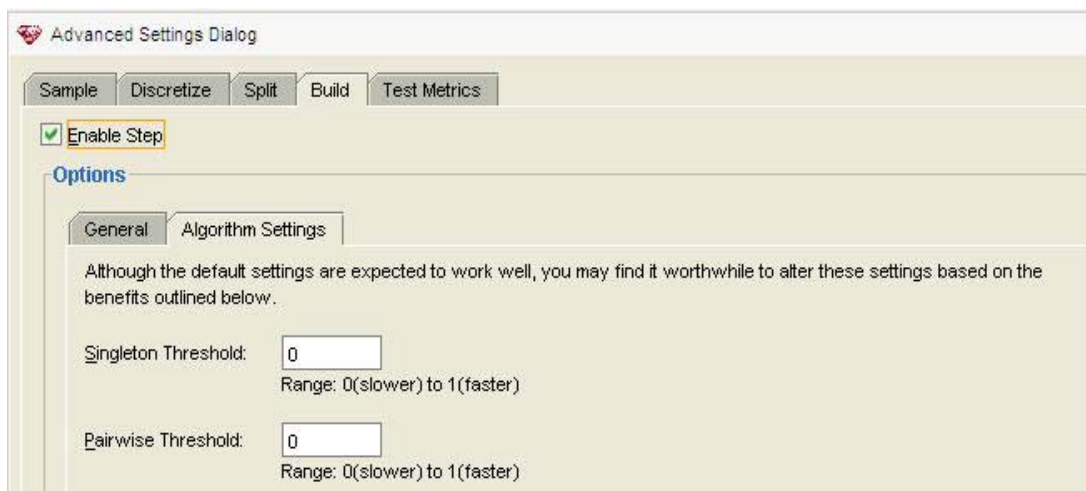 Advanced Settings Dialog
Sample Discretize Split Build Test Metrics
Enable Step
Options
General Algorithm Settings
Although the default settings are expected to work well, you may find it worthwhile to alter these settings based on the
benefits outlined below.
Singleton Threshold: 0
Range: 0(slower) to 1(faster)
Pairwise Threshold: 0
Range: 0(slower) to 1(faster)